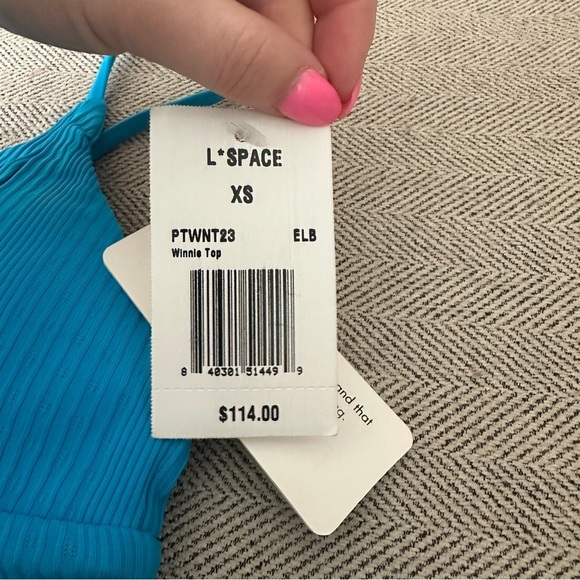 L*SPACE
XS
PTWNT23 ELB
Winnie Top
8 40301 51449 9
$114.00
and that